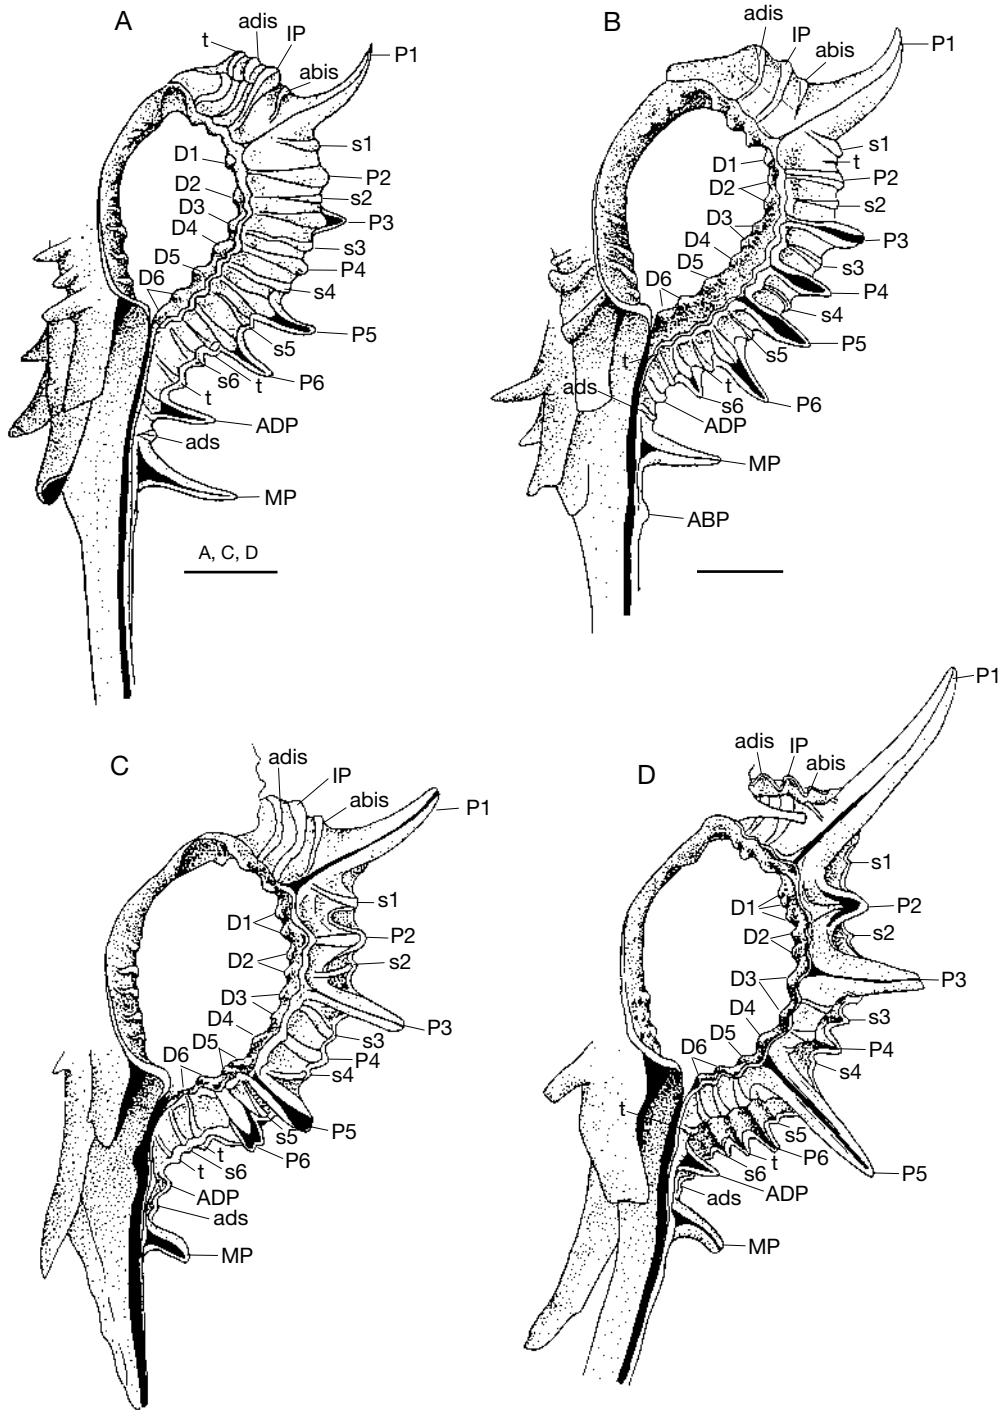 A
t
adis
IP
abis
P1
s1
P2
s2
P3
s3
P4
s4
P5
s5
P6
t
s6
t
ADP
ads
MP
D1
D2
D3
D4
D5
D6
A, C, D
B
adis
IP
abis
P1
s1
t
P2
s2
P3
s3
P4
s4
P5
s5
P6
t
s6
ADP
MP
ABP
D1
D2
D3
D4
D5
D6
t
ads
C
adis
IP
abis
P1
s1
P2
s2
P3
s3
P4
s4
P5
s5
P6
t
s6
t
ADP
ads
MP
D1
D2
D3
D4
D5
D6
D
adis
IP
abis
P1
s1
P2
s2
P3
s3
P4
s4
P5
s5
P6
t
s6
ADP
ads
MP
D1
D2
D3
D4
D5
D6
t